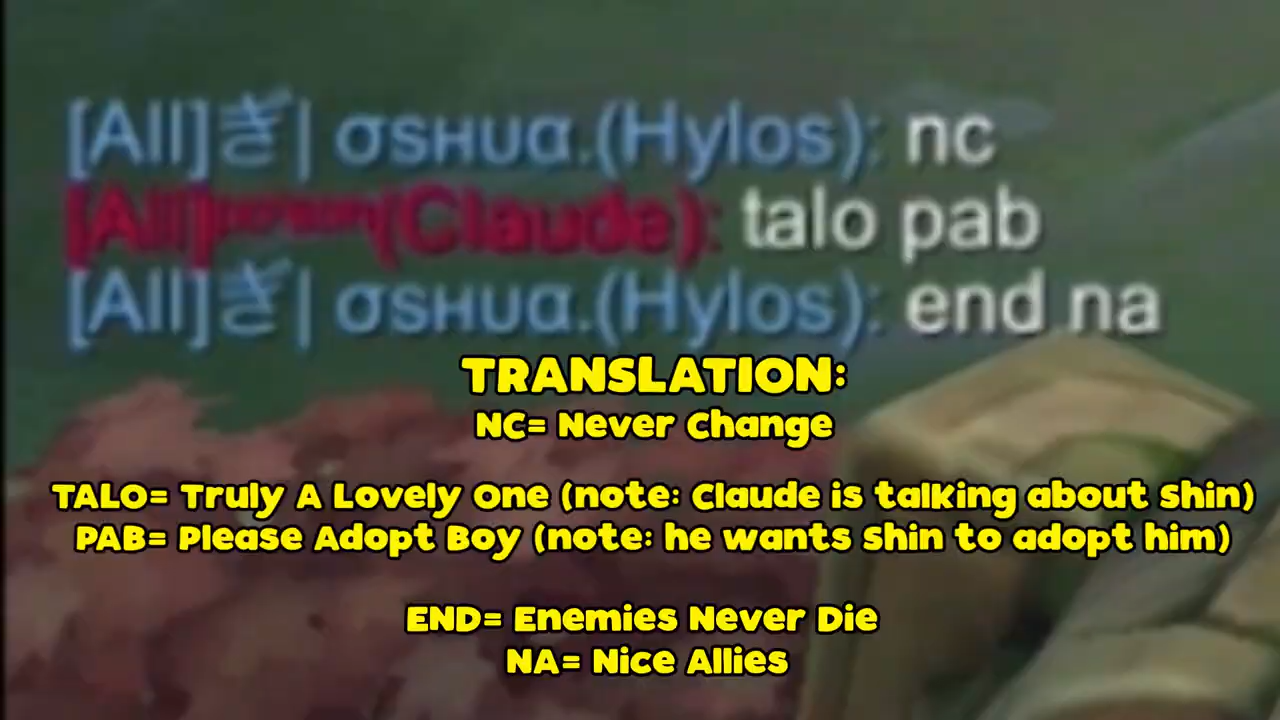 [All]ぎ| σѕнυα.(Hylos): nc
[All](Claude): talo pab
[All]ぎ| σѕнυα.(Hylos): end na
TRANSLATION:
NC= Never Change
TALO= Truly A Lovely One (note: Claude is talking about Shin)
PAB= Please Adopt Boy (note: he wants Shin to adopt him)
END= Enemies Never Die
NA= Nice Allies